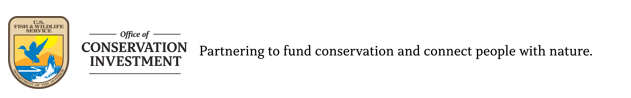 U.S.
FISH & WILDLIFE
SERVICE
Office of
CONSERVATION
INVESTMENT
Partnering to fund conservation and connect people with nature.